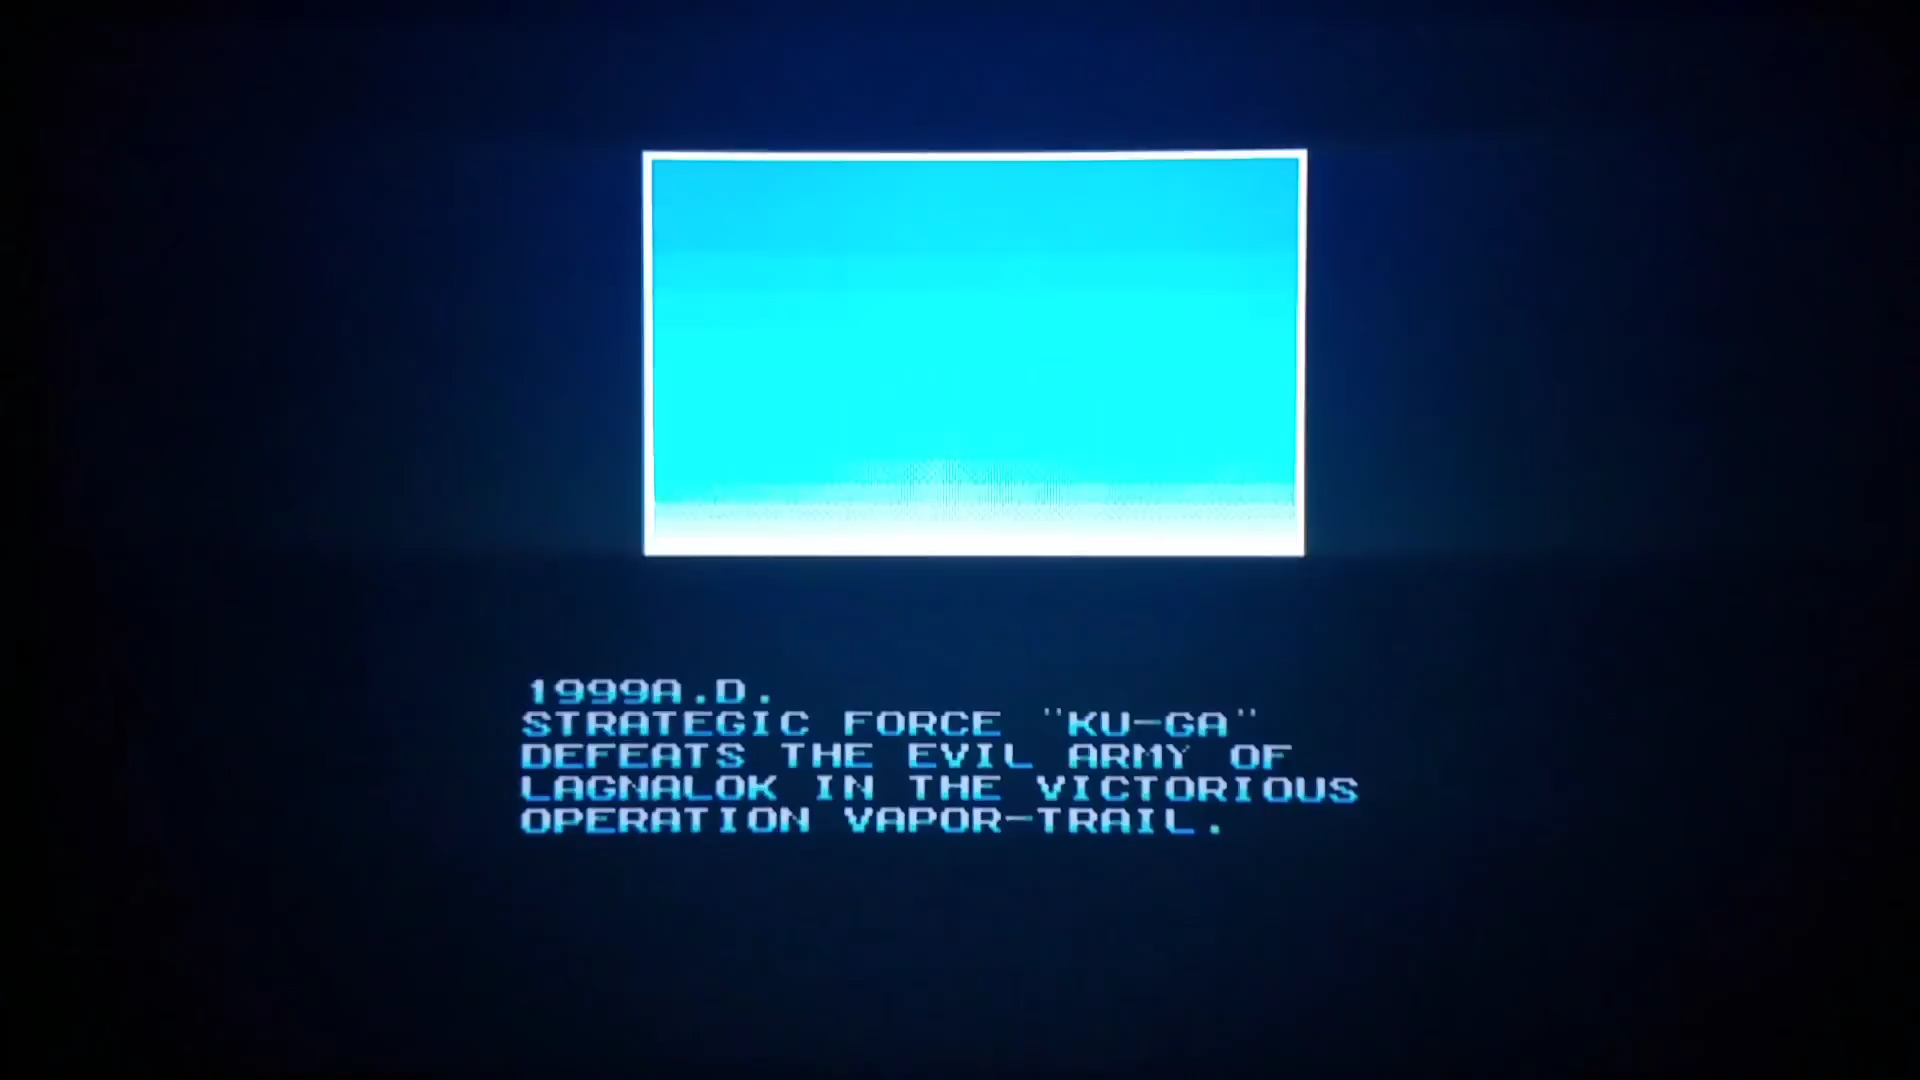 1999A.D.
STRATEGIC FORCE "KU-GA"
DEFEATS THE EVIL ARMY OF
LAGNALOK IN THE VICTORIOUS
OPERATION VAPOR-TRAIL.